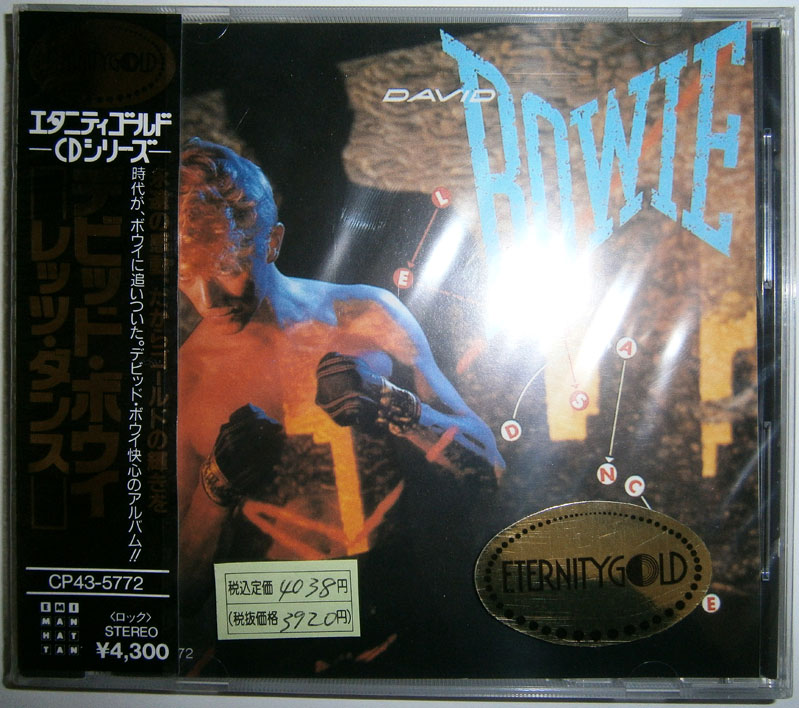 ETERNITYGOLD
エタニティゴールド
CDシリーズ
時代が、ボウイに追いついた。デビッド・ボウイ快心のアルバム!!
デビッド・ボウイ
レッツ・ダンス
CP43-5772
EMI
MAN
HAT
TAN
〈ロック〉
STEREO
¥4,300
72
DAVID
BOWIE
L
E
T
S
D
A
N
C
E
税込定価 4038円
(税抜価格 3920円)
ETERNITYGOLD